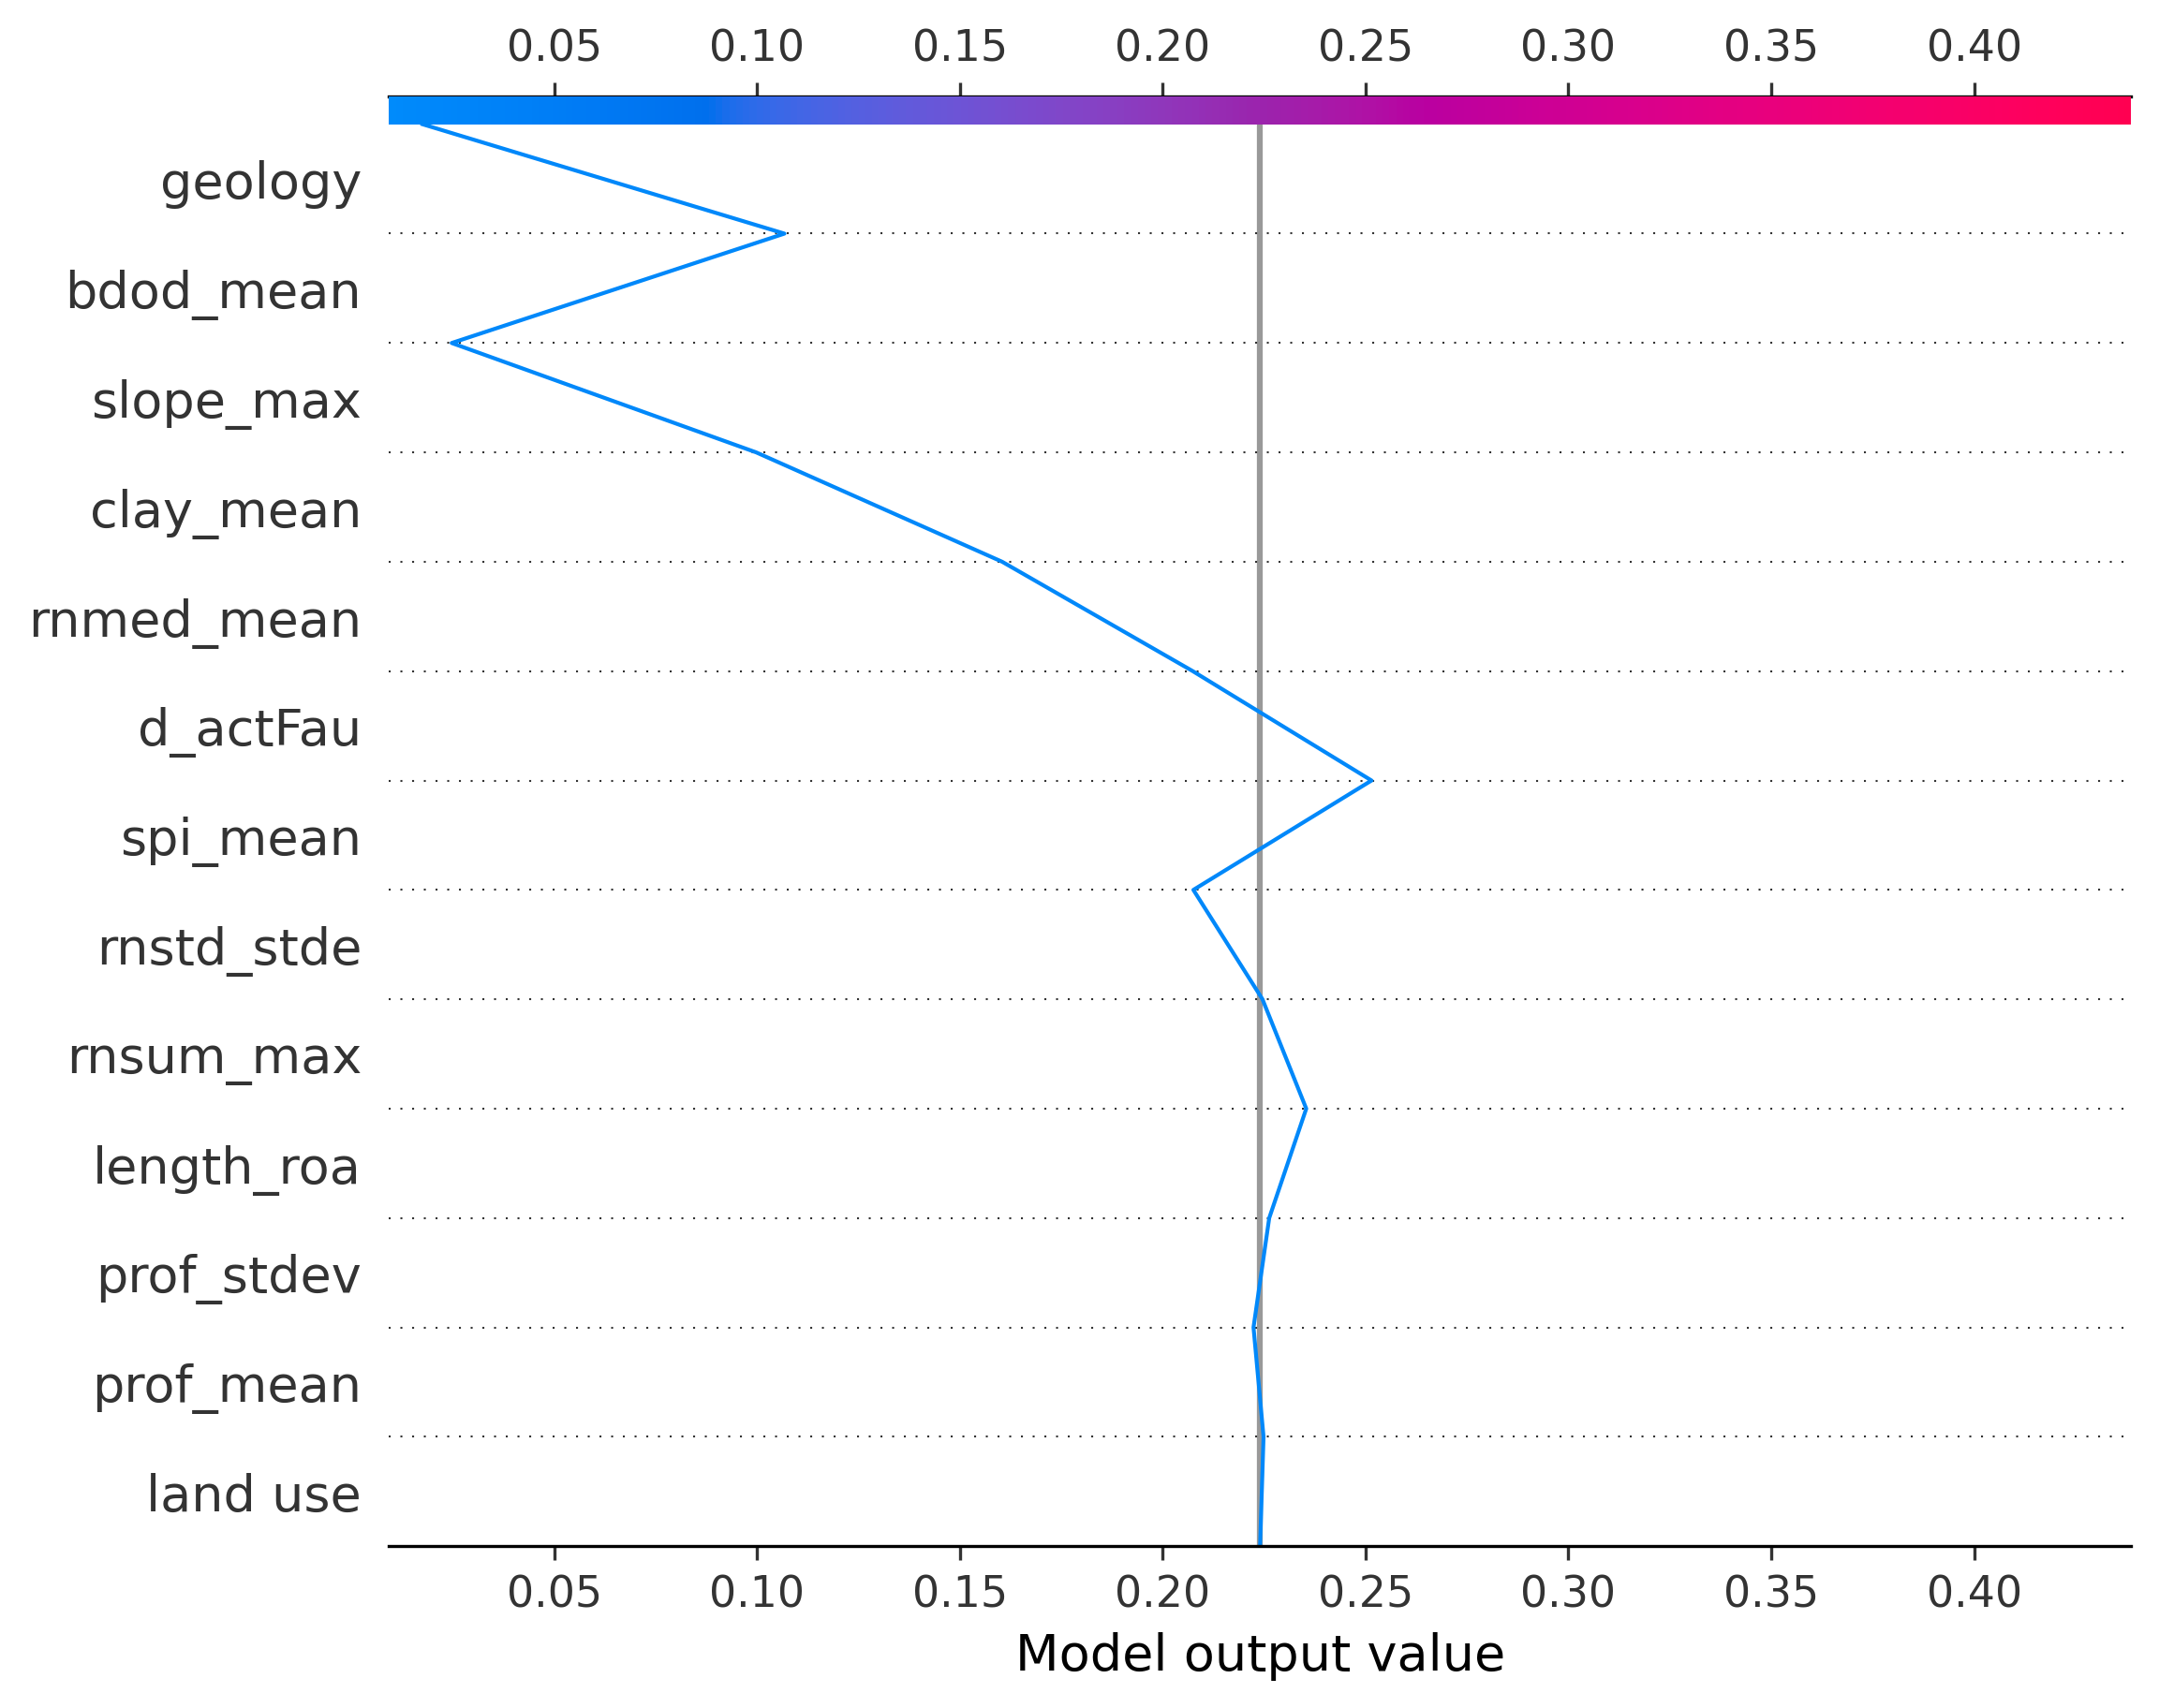 0.05 0.10 0.15 0.20 0.25 0.30 0.35 0.40
geology
bdod_mean
slope_max
clay_mean
rnmed_mean
d_actFau
spi_mean
rnstd_stde
rnsum_max
length_roa
prof_stdev
prof_mean
land use
0.05 0.10 0.15 0.20 0.25 0.30 0.35 0.40
Model output value